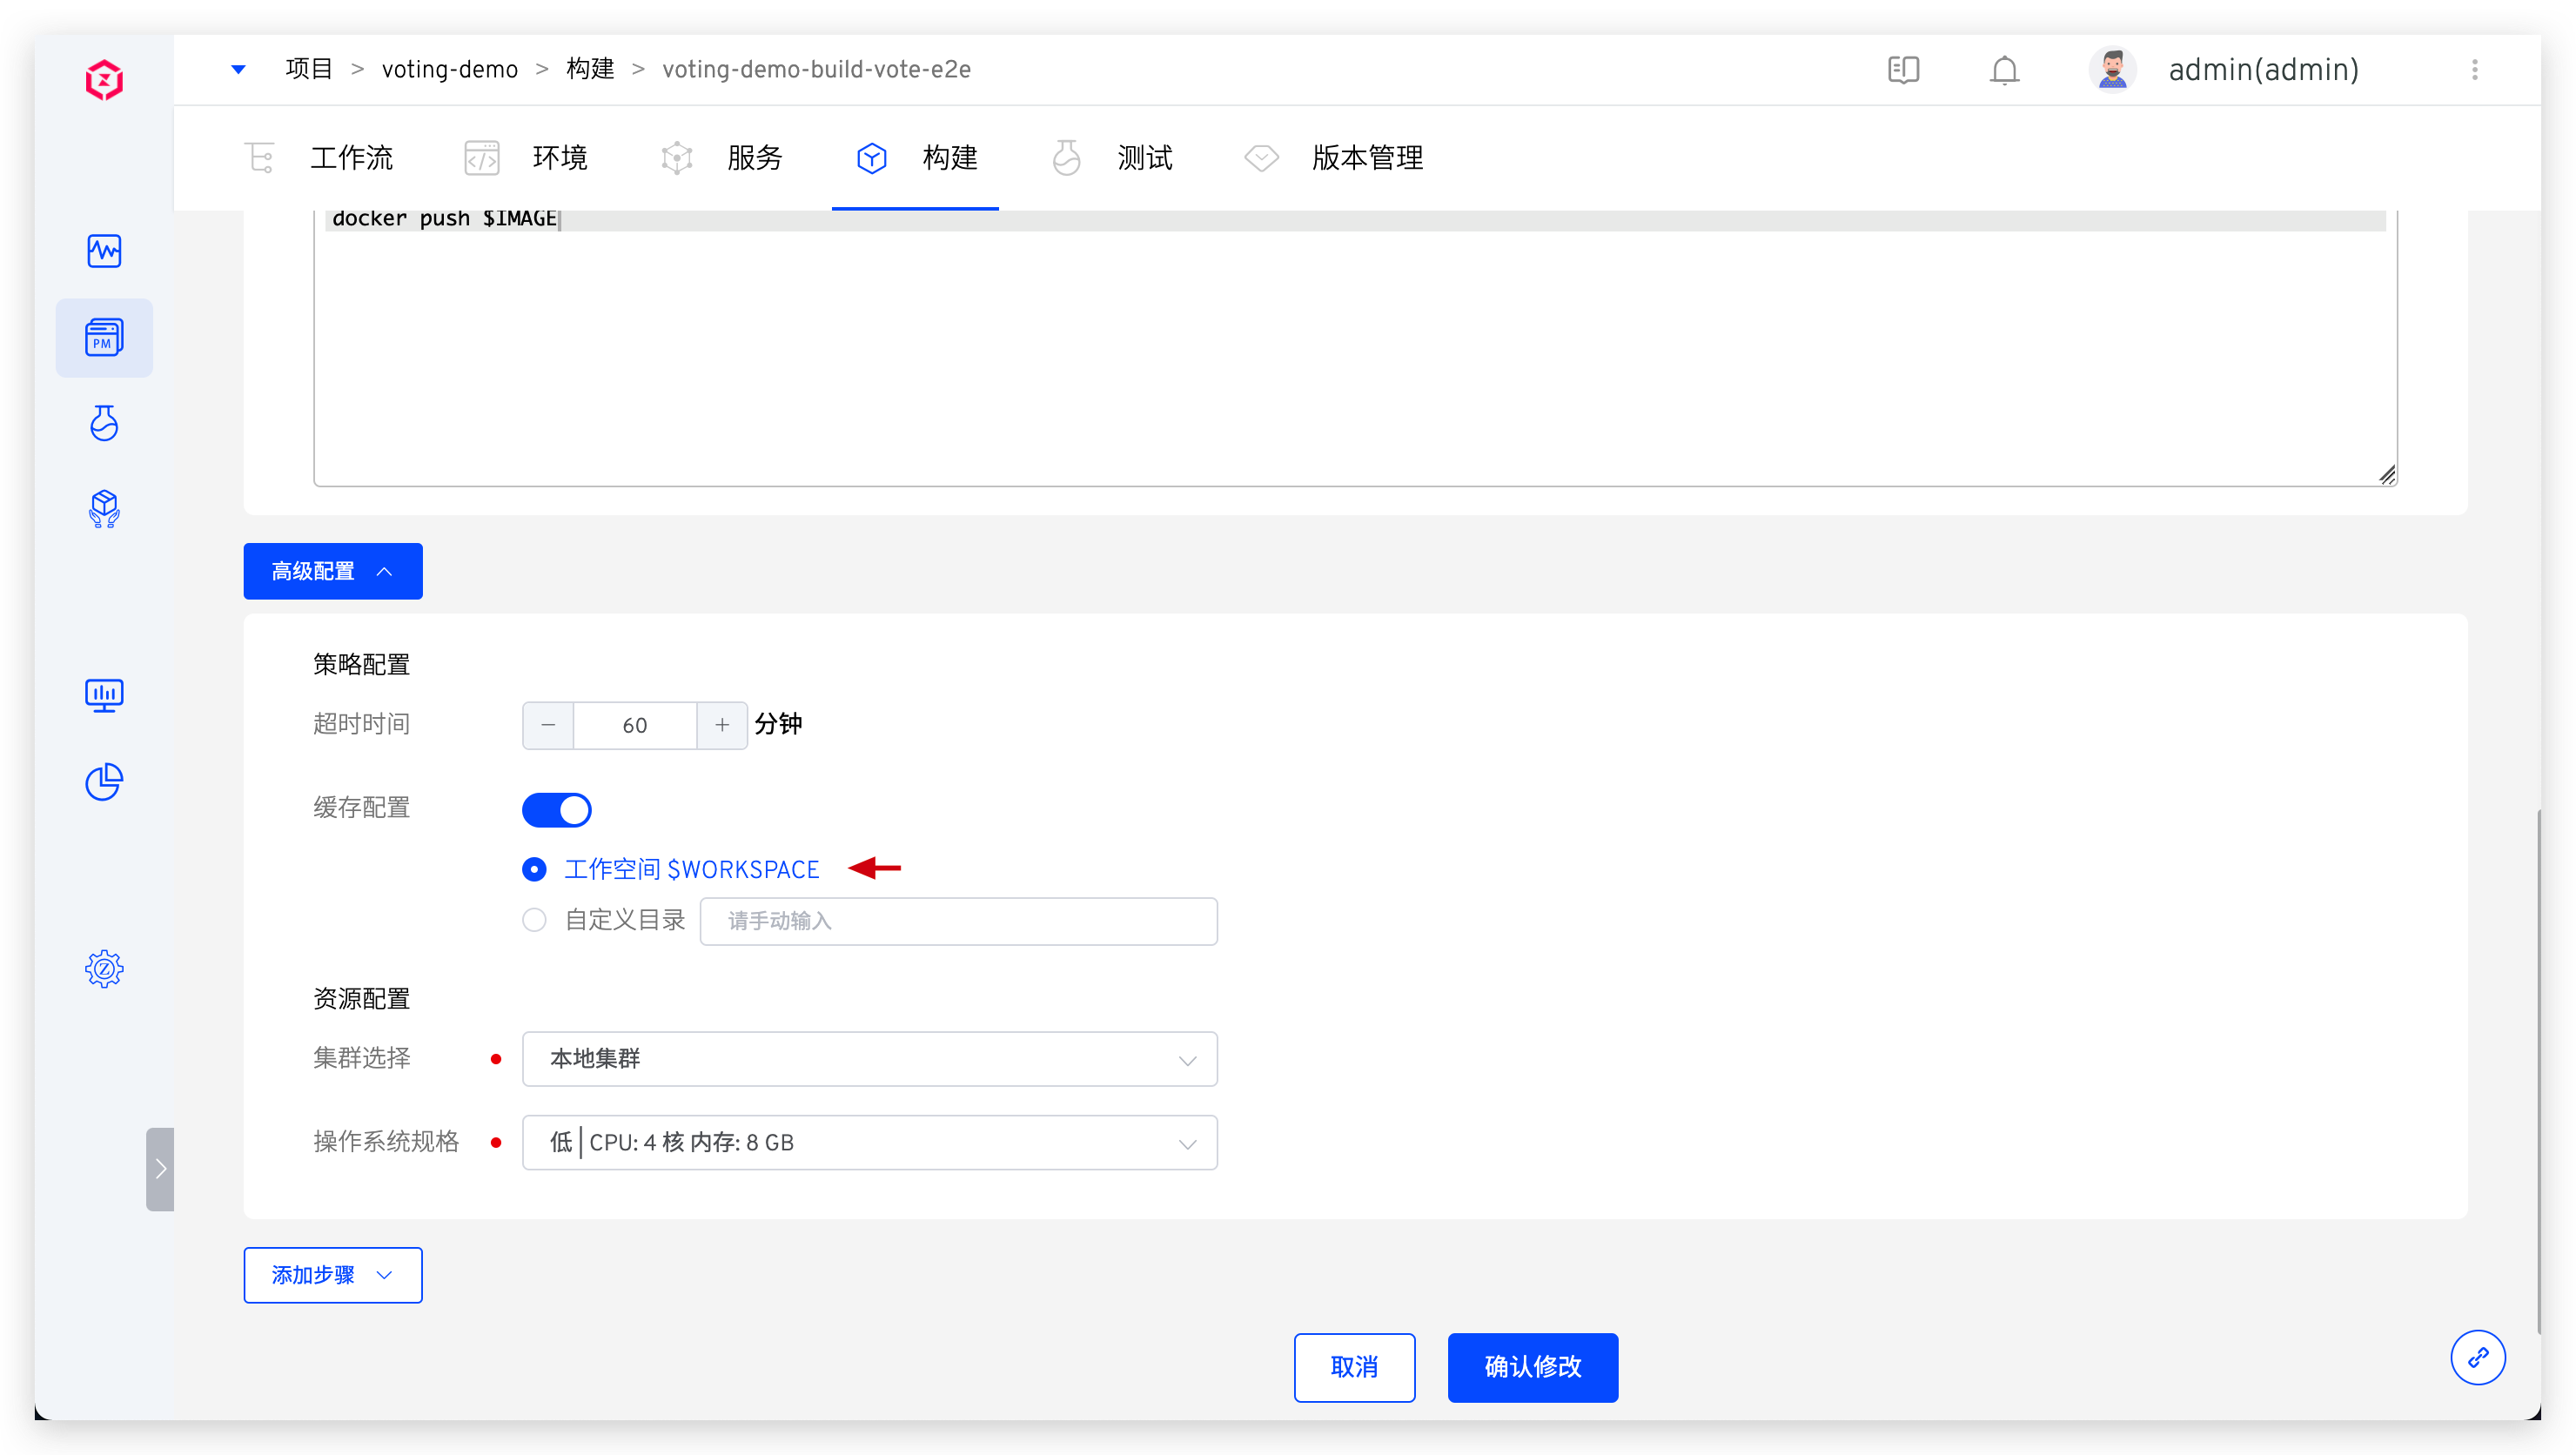 项目 > voting-demo > 构建 > voting-demo-build-vote-e2e
admin(admin)
工作流
环境
服务
构建
测试
版本管理
docker push $IMAGE
PM
高级配置
策略配置
超时时间
60
分钟
缓存配置
工作空间 $WORKSPACE
自定义目录
请手动输入
资源配置
集群选择
本地集群
操作系统规格
低 | CPU: 4 核 内存: 8 GB
添加步骤
取消
确认修改